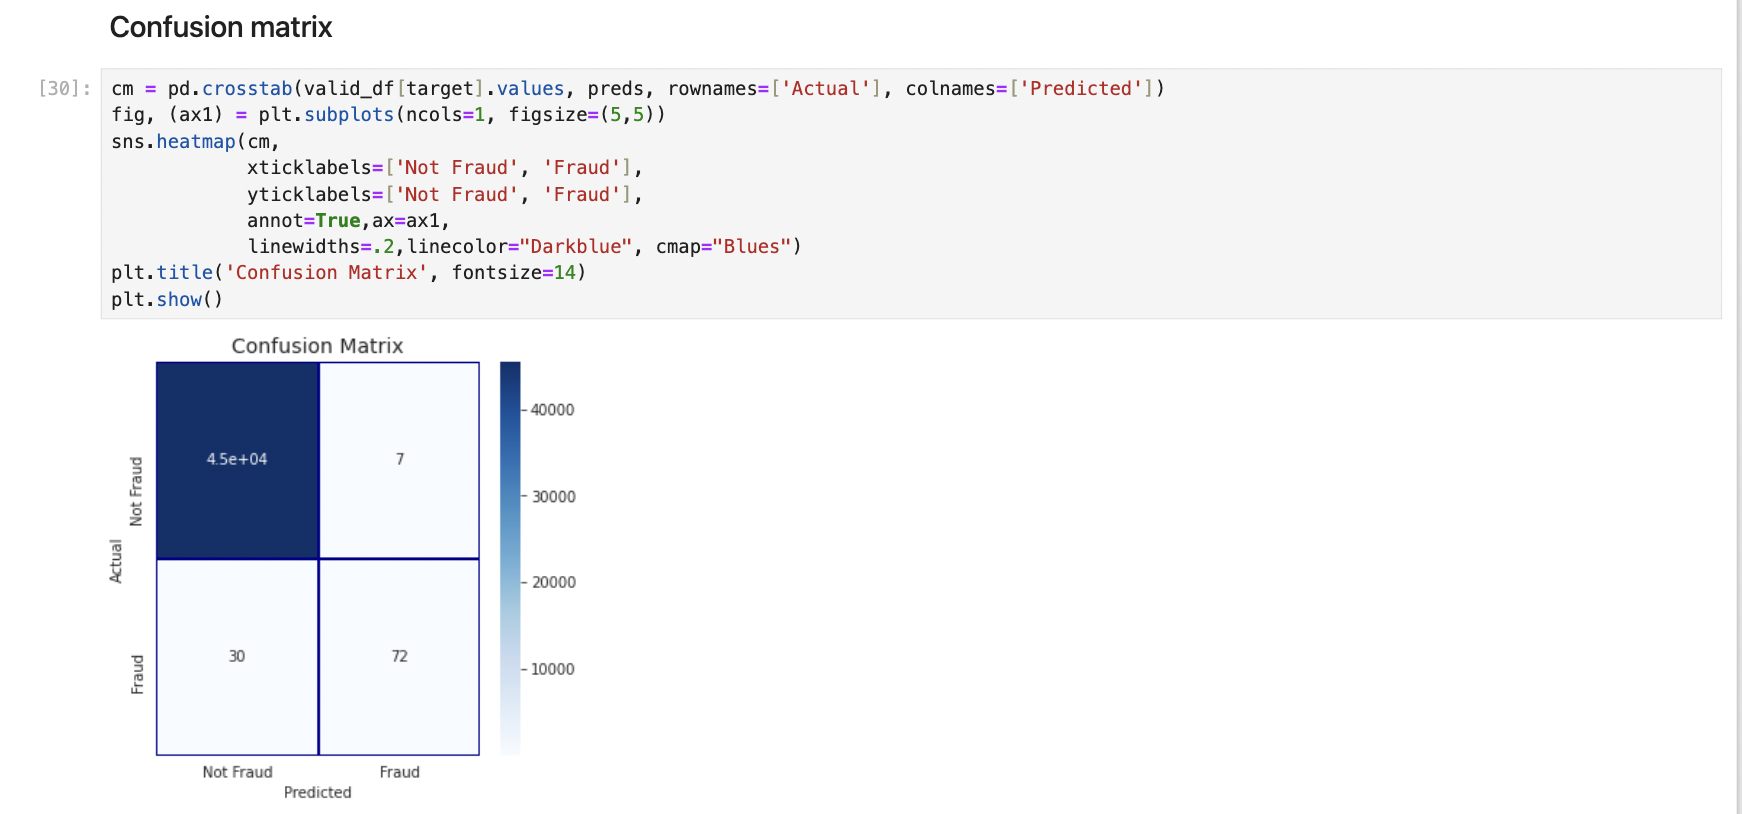 Confusion matrix
[30]:
cm = pd.crosstab(valid_df[target].values, preds, rownames=['Actual'], colnames=['Predicted'])
fig, (ax1) = plt.subplots(ncols=1, figsize=(5,5))
sns.heatmap(cm,
            xticklabels=['Not Fraud', 'Fraud'],
            yticklabels=['Not Fraud', 'Fraud'],
            annot=True,ax=ax1,
            linewidths=.2,linecolor="Darkblue", cmap="Blues")
plt.title('Confusion Matrix', fontsize=14)
plt.show()
Confusion Matrix
40000
30000
20000
10000
4.5e+04
7
30
72
Not Fraud
Fraud
Actual
Not Fraud
Fraud
Predicted